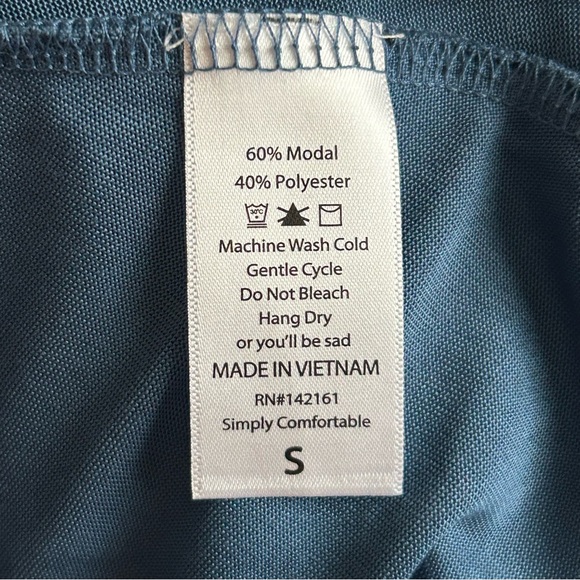 60% Modal
40% Polyester
30°C
Machine Wash Cold
Gentle Cycle
Do Not Bleach
Hang Dry
or you'll be sad
MADE IN VIETNAM
RN#142161
Simply Comfortable
S